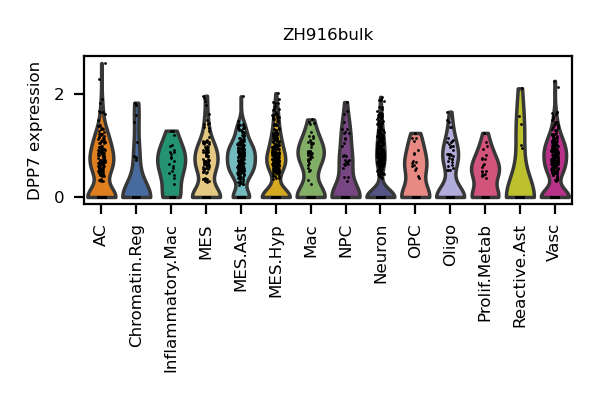 ZH916bulk
DPP7 expression
2
0
AC
Chromatin.Reg
Inflammatory.Mac
MES
MES.Ast
MES.Hyp
Mac
NPC
Neuron
OPC
Oligo
Prolif.Metab
Reactive.Ast
Vasc